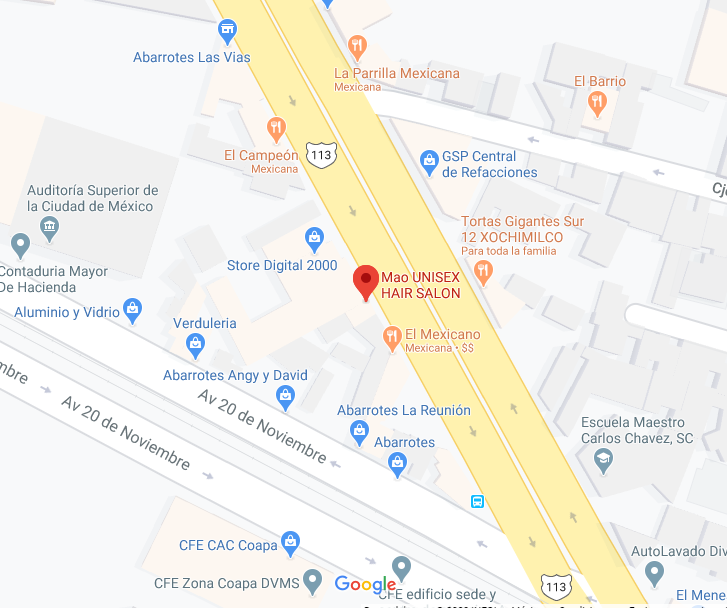 Abarrotes Las Vias
La Parrilla Mexicana
Mexicana
El Barrio
El Campeón
Mexicana
113
GSP Central
de Refacciones
Auditoría Superior de
la Ciudad de México
Contaduria Mayor
De Hacienda
Tortas Gigantes Sur
12 XOCHIMILCO
Para toda la familia
Store Digital 2000
Mao UNISEX
HAIR SALON
Aluminio y Vidrio
Verduleria
El Mexicano
Mexicana • $$
Abarrotes Angy y David
Av 20 de Noviembre
Av 20 de Noviembre
Abarrotes La Reunión
Abarrotes
Escuela Maestro
Carlos Chavez, SC
CFE CAC Coapa
CFE Zona Coapa DVMS
Google
CFE edificio sede y
113
AutoLavado Div
El Mene